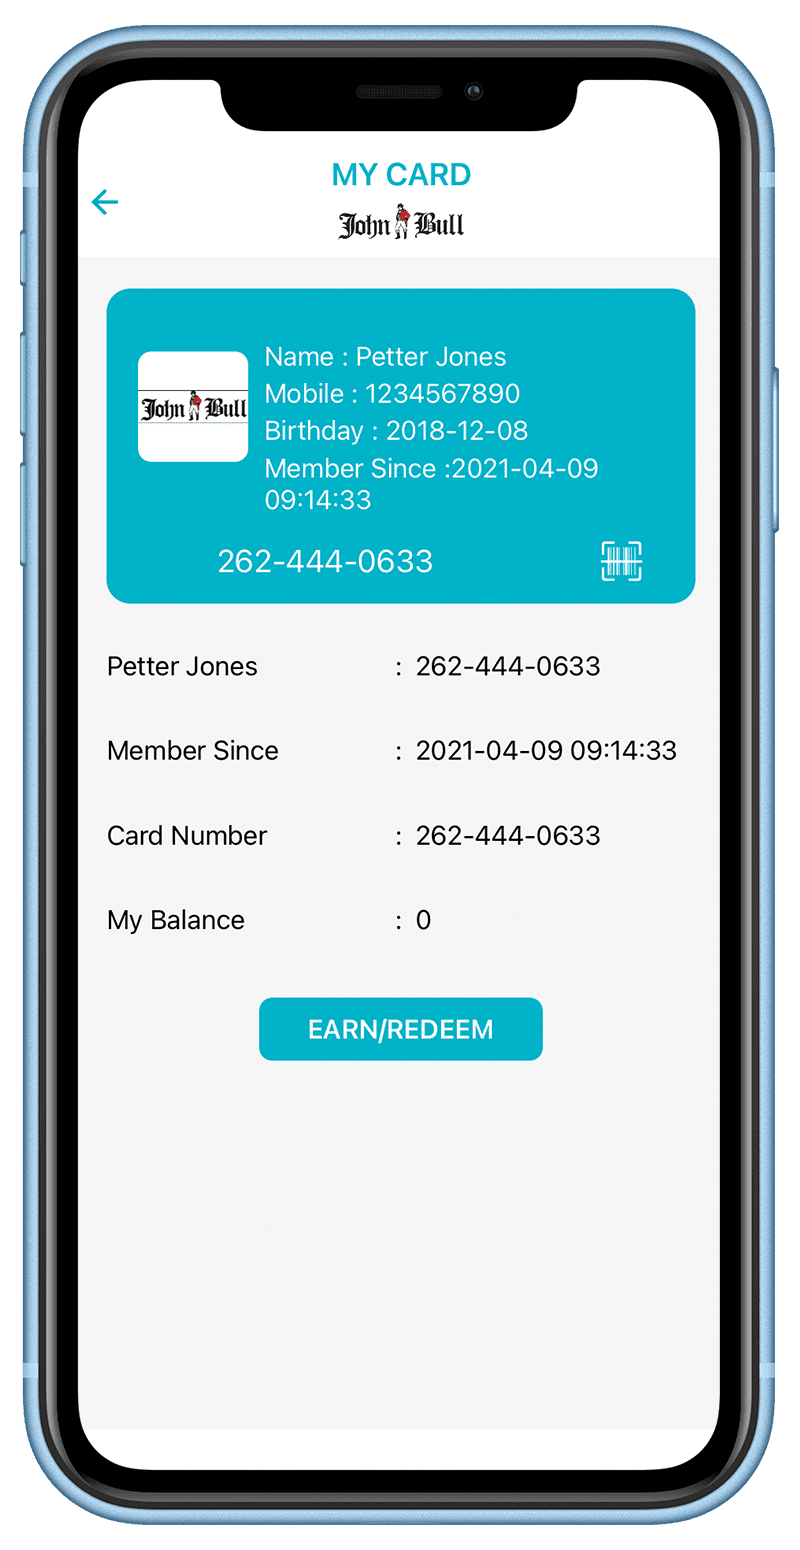 MY CARD
John Bull
John Bull
Name : Petter Jones
Mobile : 1234567890
Birthday : 2018-12-08
Member Since :2021-04-09
09:14:33
262-444-0633
Petter Jones : 262-444-0633
Member Since : 2021-04-09 09:14:33
Card Number : 262-444-0633
My Balance : 0
EARN/REDEEM